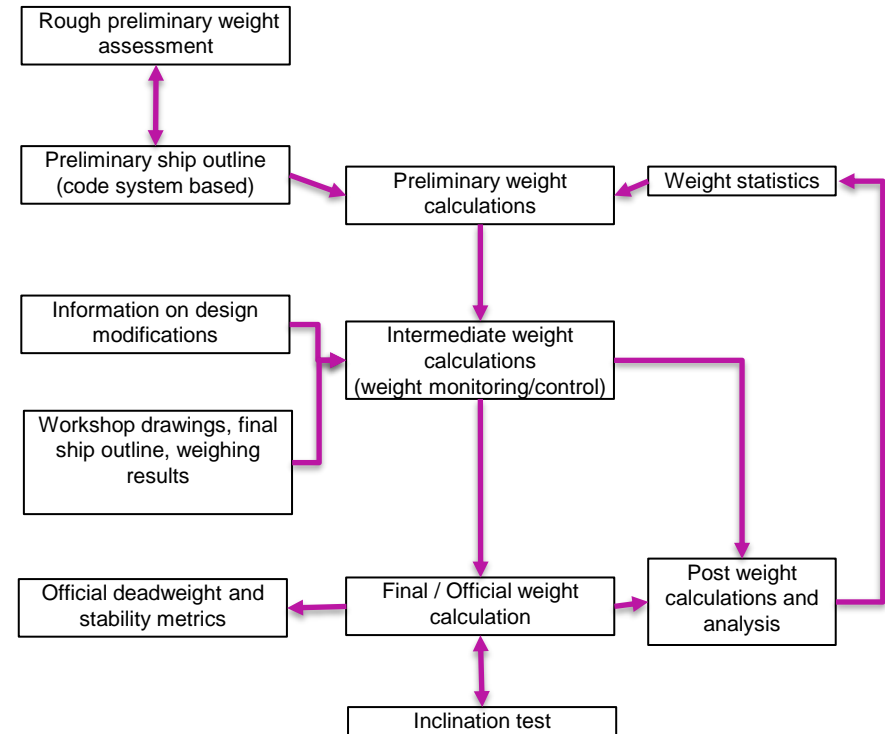 Rough preliminary weight
assessment
Preliminary ship outline
(code system based)
Preliminary weight
calculations
Weight statistics
Information on design
modifications
Intermediate weight
calculations
(weight monitoring/control)
Workshop drawings, final
ship outline, weighing
results
Official deadweight and
stability metrics
Final / Official weight
calculation
Post weight
calculations and
analysis
Inclination test